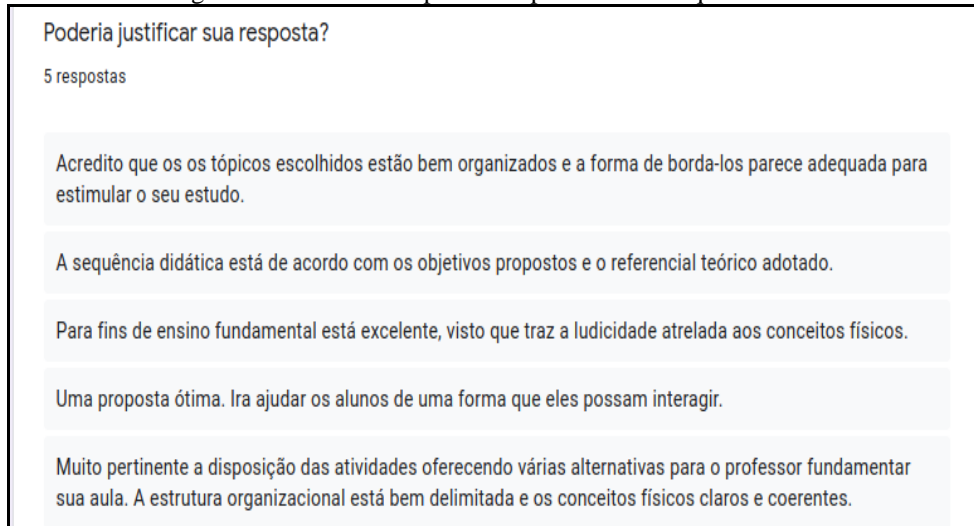 Poderia justificar sua resposta?
5 respostas
Acredito que os os tópicos escolhidos estão bem organizados e a forma de borda-los parece adequada para
estimular o seu estudo.
A sequência didática está de acordo com os objetivos propostos e o referencial teórico adotado.
Para fins de ensino fundamental está excelente, visto que traz a ludicidade atrelada aos conceitos físicos.
Uma proposta ótima. Ira ajudar os alunos de uma forma que eles possam interagir.
Muito pertinente a disposição das atividades oferecendo várias alternativas para o professor fundamentar
sua aula. A estrutura organizacional está bem delimitada e os conceitos físicos claros e coerentes.